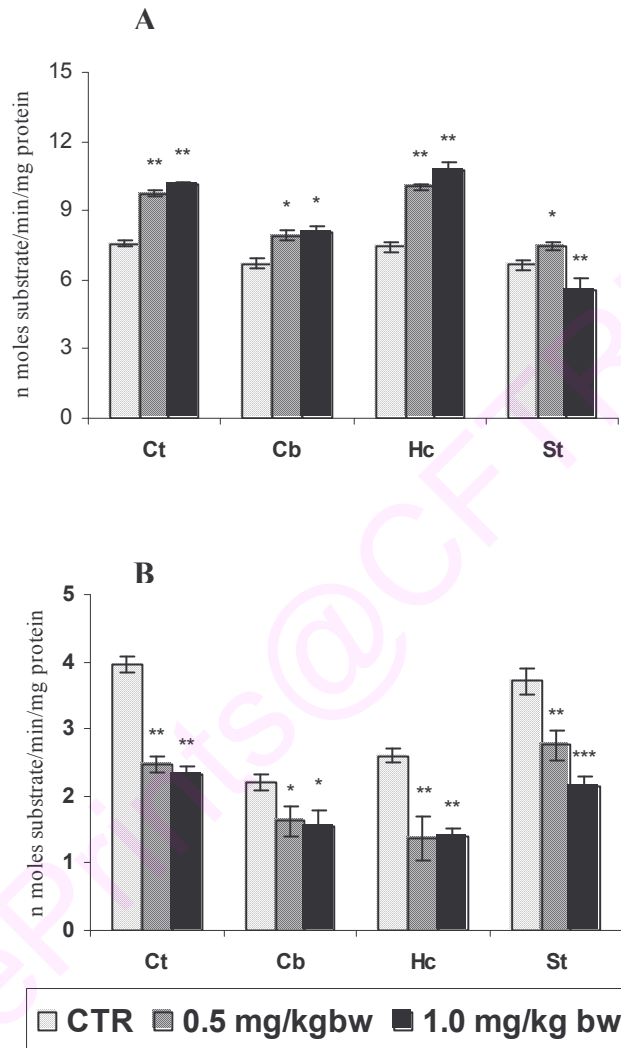 A
n moles substrate/min/mg protein
15
12
9
6
3
0
** **
* *
** **
* **
Ct Cb Hc St
B
n moles substrate/min/mg protein
5
4
3
2
1
0
** **
* *
** **
** ***
Ct Cb Hc St
CTR 0.5 mg/kgbw 1.0 mg/kg bw
ePrints@CFTRI